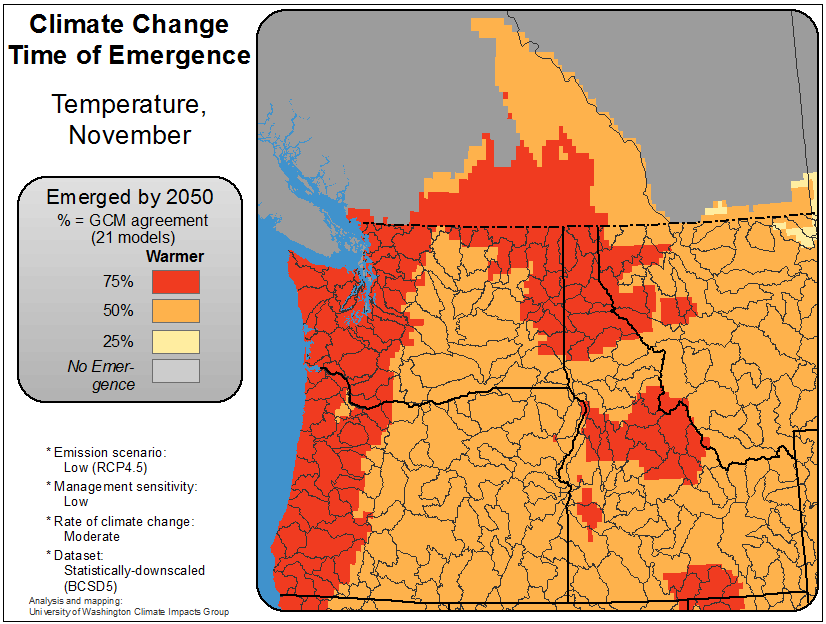 Climate Change
Time of Emergence
Temperature,
November
Emerged by 2050
% = GCM agreement
(21 models)
Warmer
75%
50%
25%
No Emer-
gence
* Emission scenario:
Low (RCP4.5)
* Management sensitivity:
Low
* Rate of climate change:
Moderate
* Dataset:
Statistically-downscaled
(BCSD5)
Analysis and mapping:
University of Washington Climate Impacts Group